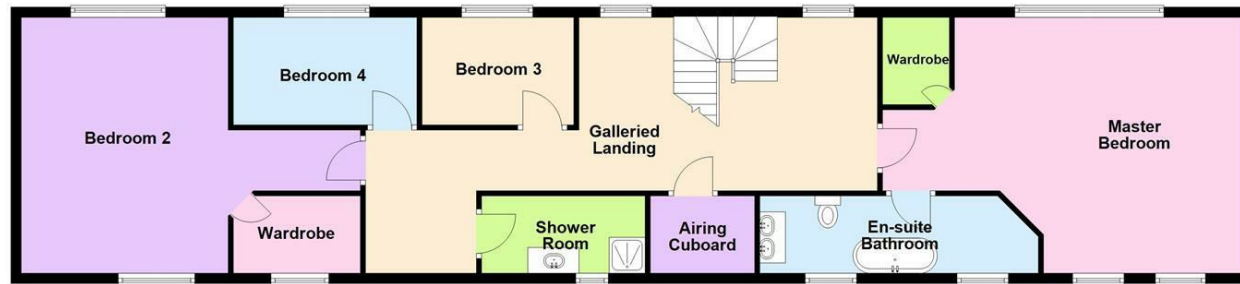 Bedroom 2
Bedroom 4
Bedroom 3
Galleried
Landing
Wardrobe
Master
Bedroom
Wardrobe
Shower
Room
Airing
Cuboard
En-suite
Bathroom